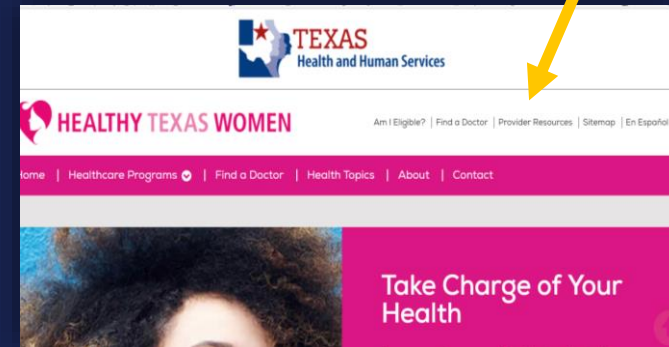 TEXAS
Health and Human Services
HEALTHY TEXAS WOMEN
Am I Eligible? | Find a Doctor | Provider Resources | Sitemap | En Español
Home | Healthcare Programs | Find a Doctor | Health Topics | About | Contact
Take Charge of Your
Health